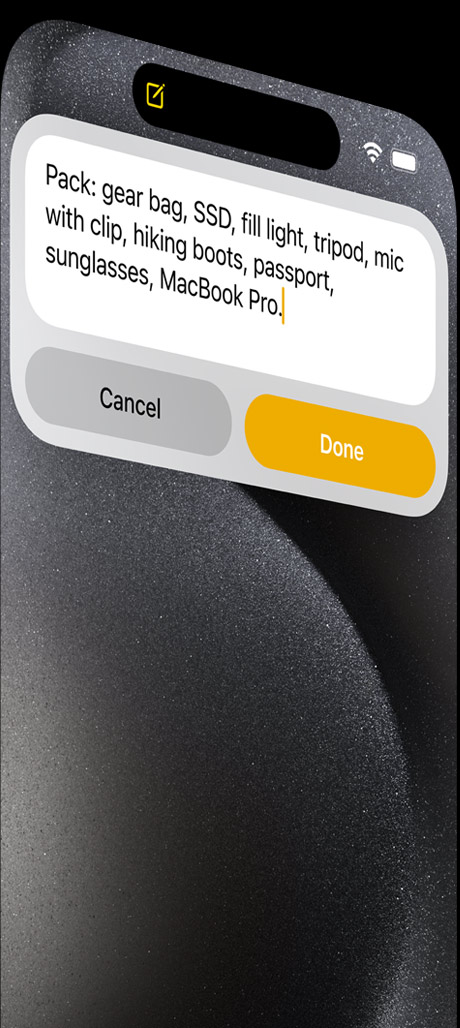 Pack: gear bag, SSD, fill light, tripod, mic
with clip, hiking boots, passport,
sunglasses, MacBook Pro.
Cancel
Done